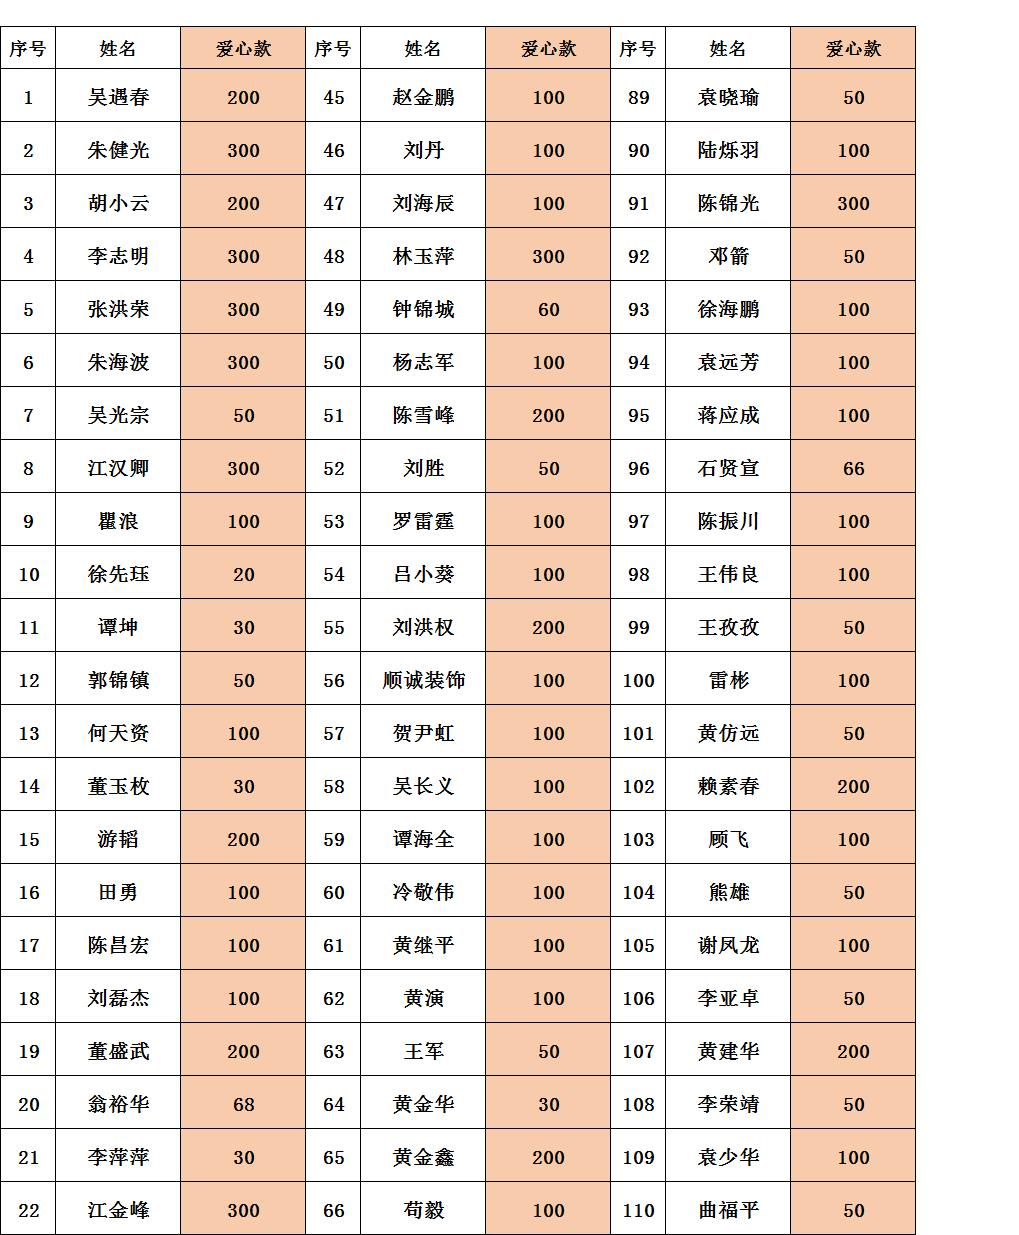 序号 姓名 爱心款 序号 姓名 爱心款 序号 姓名 爱心款
1 吴遇春 200 45 赵金鹏 100 89 袁晓瑜 50
2 朱健光 300 46 刘丹 100 90 陆烁羽 100
3 胡小云 200 47 刘海辰 100 91 陈锦光 300
4 李志明 300 48 林玉萍 300 92 邓箭 50
5 张洪荣 300 49 钟锦城 60 93 徐海鹏 100
6 朱海波 300 50 杨志军 100 94 袁远芳 100
7 吴光宗 50 51 陈雪峰 200 95 蒋应成 100
8 江汉卿 300 52 刘胜 50 96 石贤宣 66
9 瞿浪 100 53 罗雷霆 100 97 陈振川 100
10 徐先珏 20 54 吕小葵 100 98 王伟良 100
11 谭坤 30 55 刘洪权 200 99 王孜孜 50
12 郭锦镇 50 56 顺诚装饰 100 100 雷彬 100
13 何天资 100 57 贺尹虹 100 101 黄仿远 50
14 董玉枚 30 58 吴长义 100 102 赖素春 200
15 游韬 200 59 谭海全 100 103 顾飞 100
16 田勇 100 60 冷敬伟 100 104 熊雄 50
17 陈昌宏 100 61 黄继平 100 105 谢凤龙 100
18 刘磊杰 100 62 黄演 100 106 李亚卓 50
19 董盛武 200 63 王军 50 107 黄建华 200
20 翁裕华 68 64 黄金华 30 108 李荣靖 50
21 李萍萍 30 65 黄金鑫 200 109 袁少华 100
22 江金峰 300 66 苟毅 100 110 曲福平 50